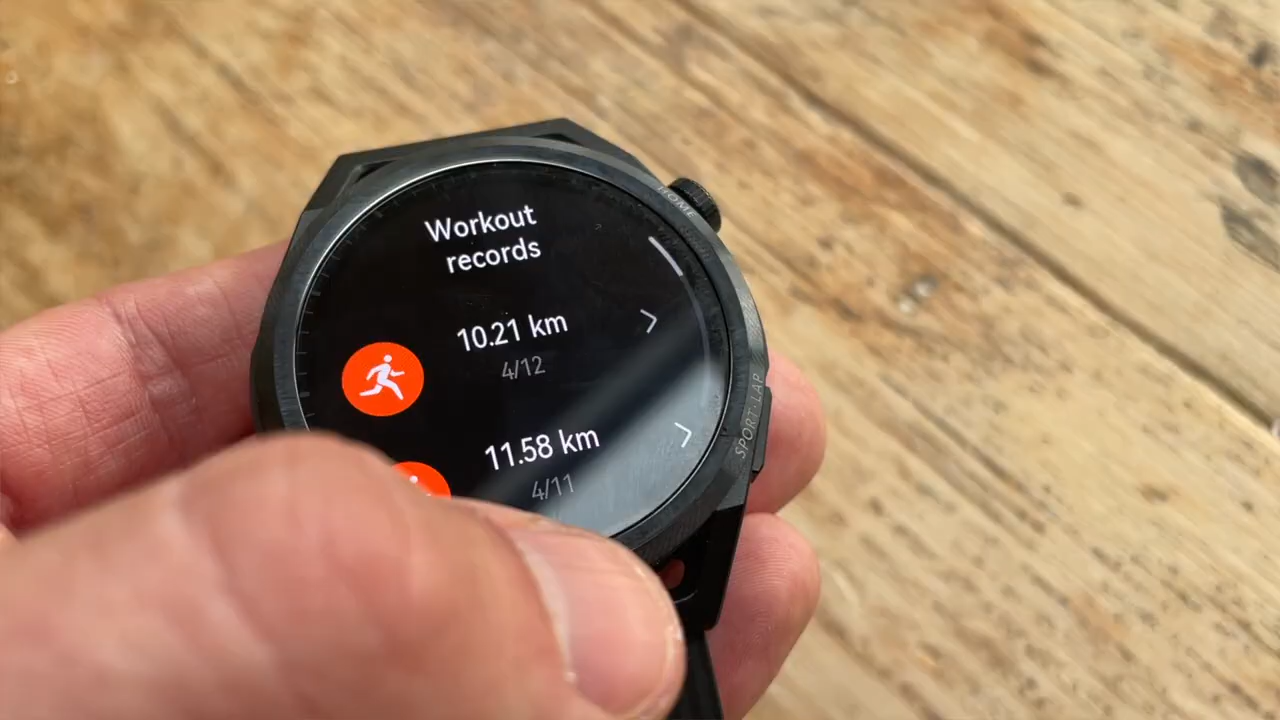 HOME
Workout
records
10.21 km
4/12
SPORT·LAP
11.58 km
4/11